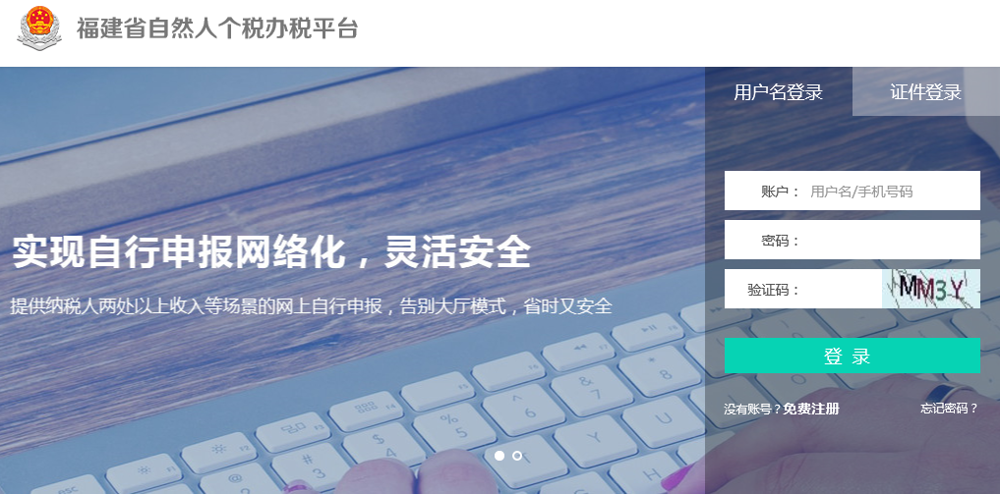 福建省自然人个税办税平台
用户名登录 证件登录
账户： 用户名/手机号码
密码：
验证码： MM3Y
登 录
没有账号？免费注册 忘记密码？
实现自行申报网络化，灵活安全
提供纳税人两处以上收入等场景的网上自行申报，告别大厅模式，省时又安全